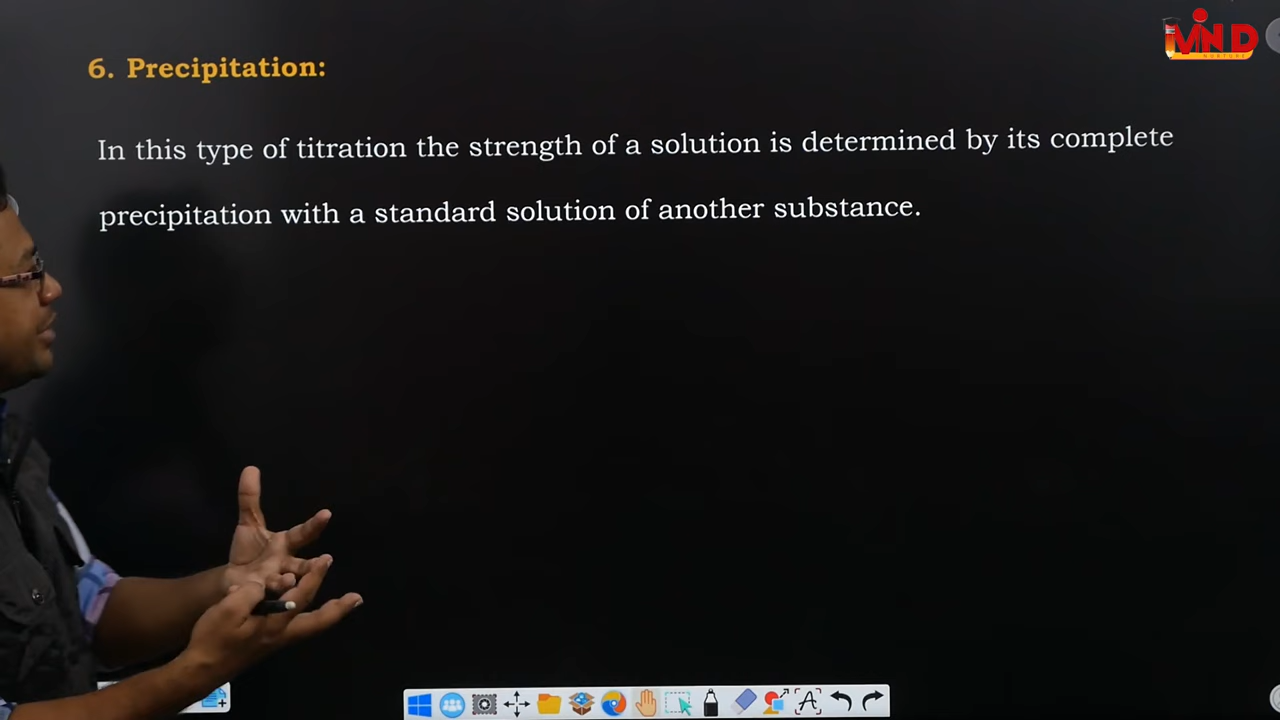 MIND
6. Precipitation:
In this type of titration the strength of a solution is determined by its complete
precipitation with a standard solution of another substance.